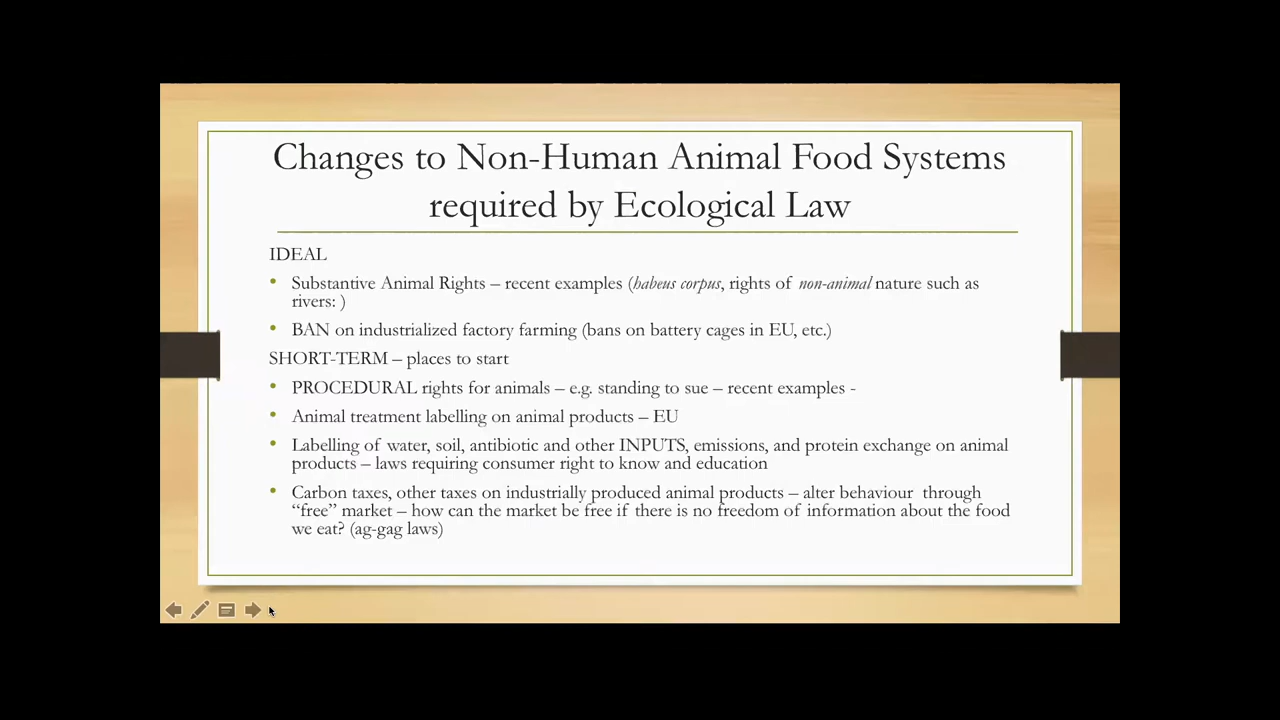 Changes to Non-Human Animal Food Systems
required by Ecological Law
IDEAL
• Substantive Animal Rights – recent examples (habeus corpus, rights of non-animal nature such as
rivers: )
• BAN on industrialized factory farming (bans on battery cages in EU, etc.)
SHORT-TERM – places to start
• PROCEDURAL rights for animals – e.g. standing to sue – recent examples -
• Animal treatment labelling on animal products – EU
• Labelling of water, soil, antibiotic and other INPUTS, emissions, and protein exchange on animal
products – laws requiring consumer right to know and education
• Carbon taxes, other taxes on industrially produced animal products – alter behaviour through
“free” market – how can the market be free if there is no freedom of information about the food
we eat? (ag-gag laws)